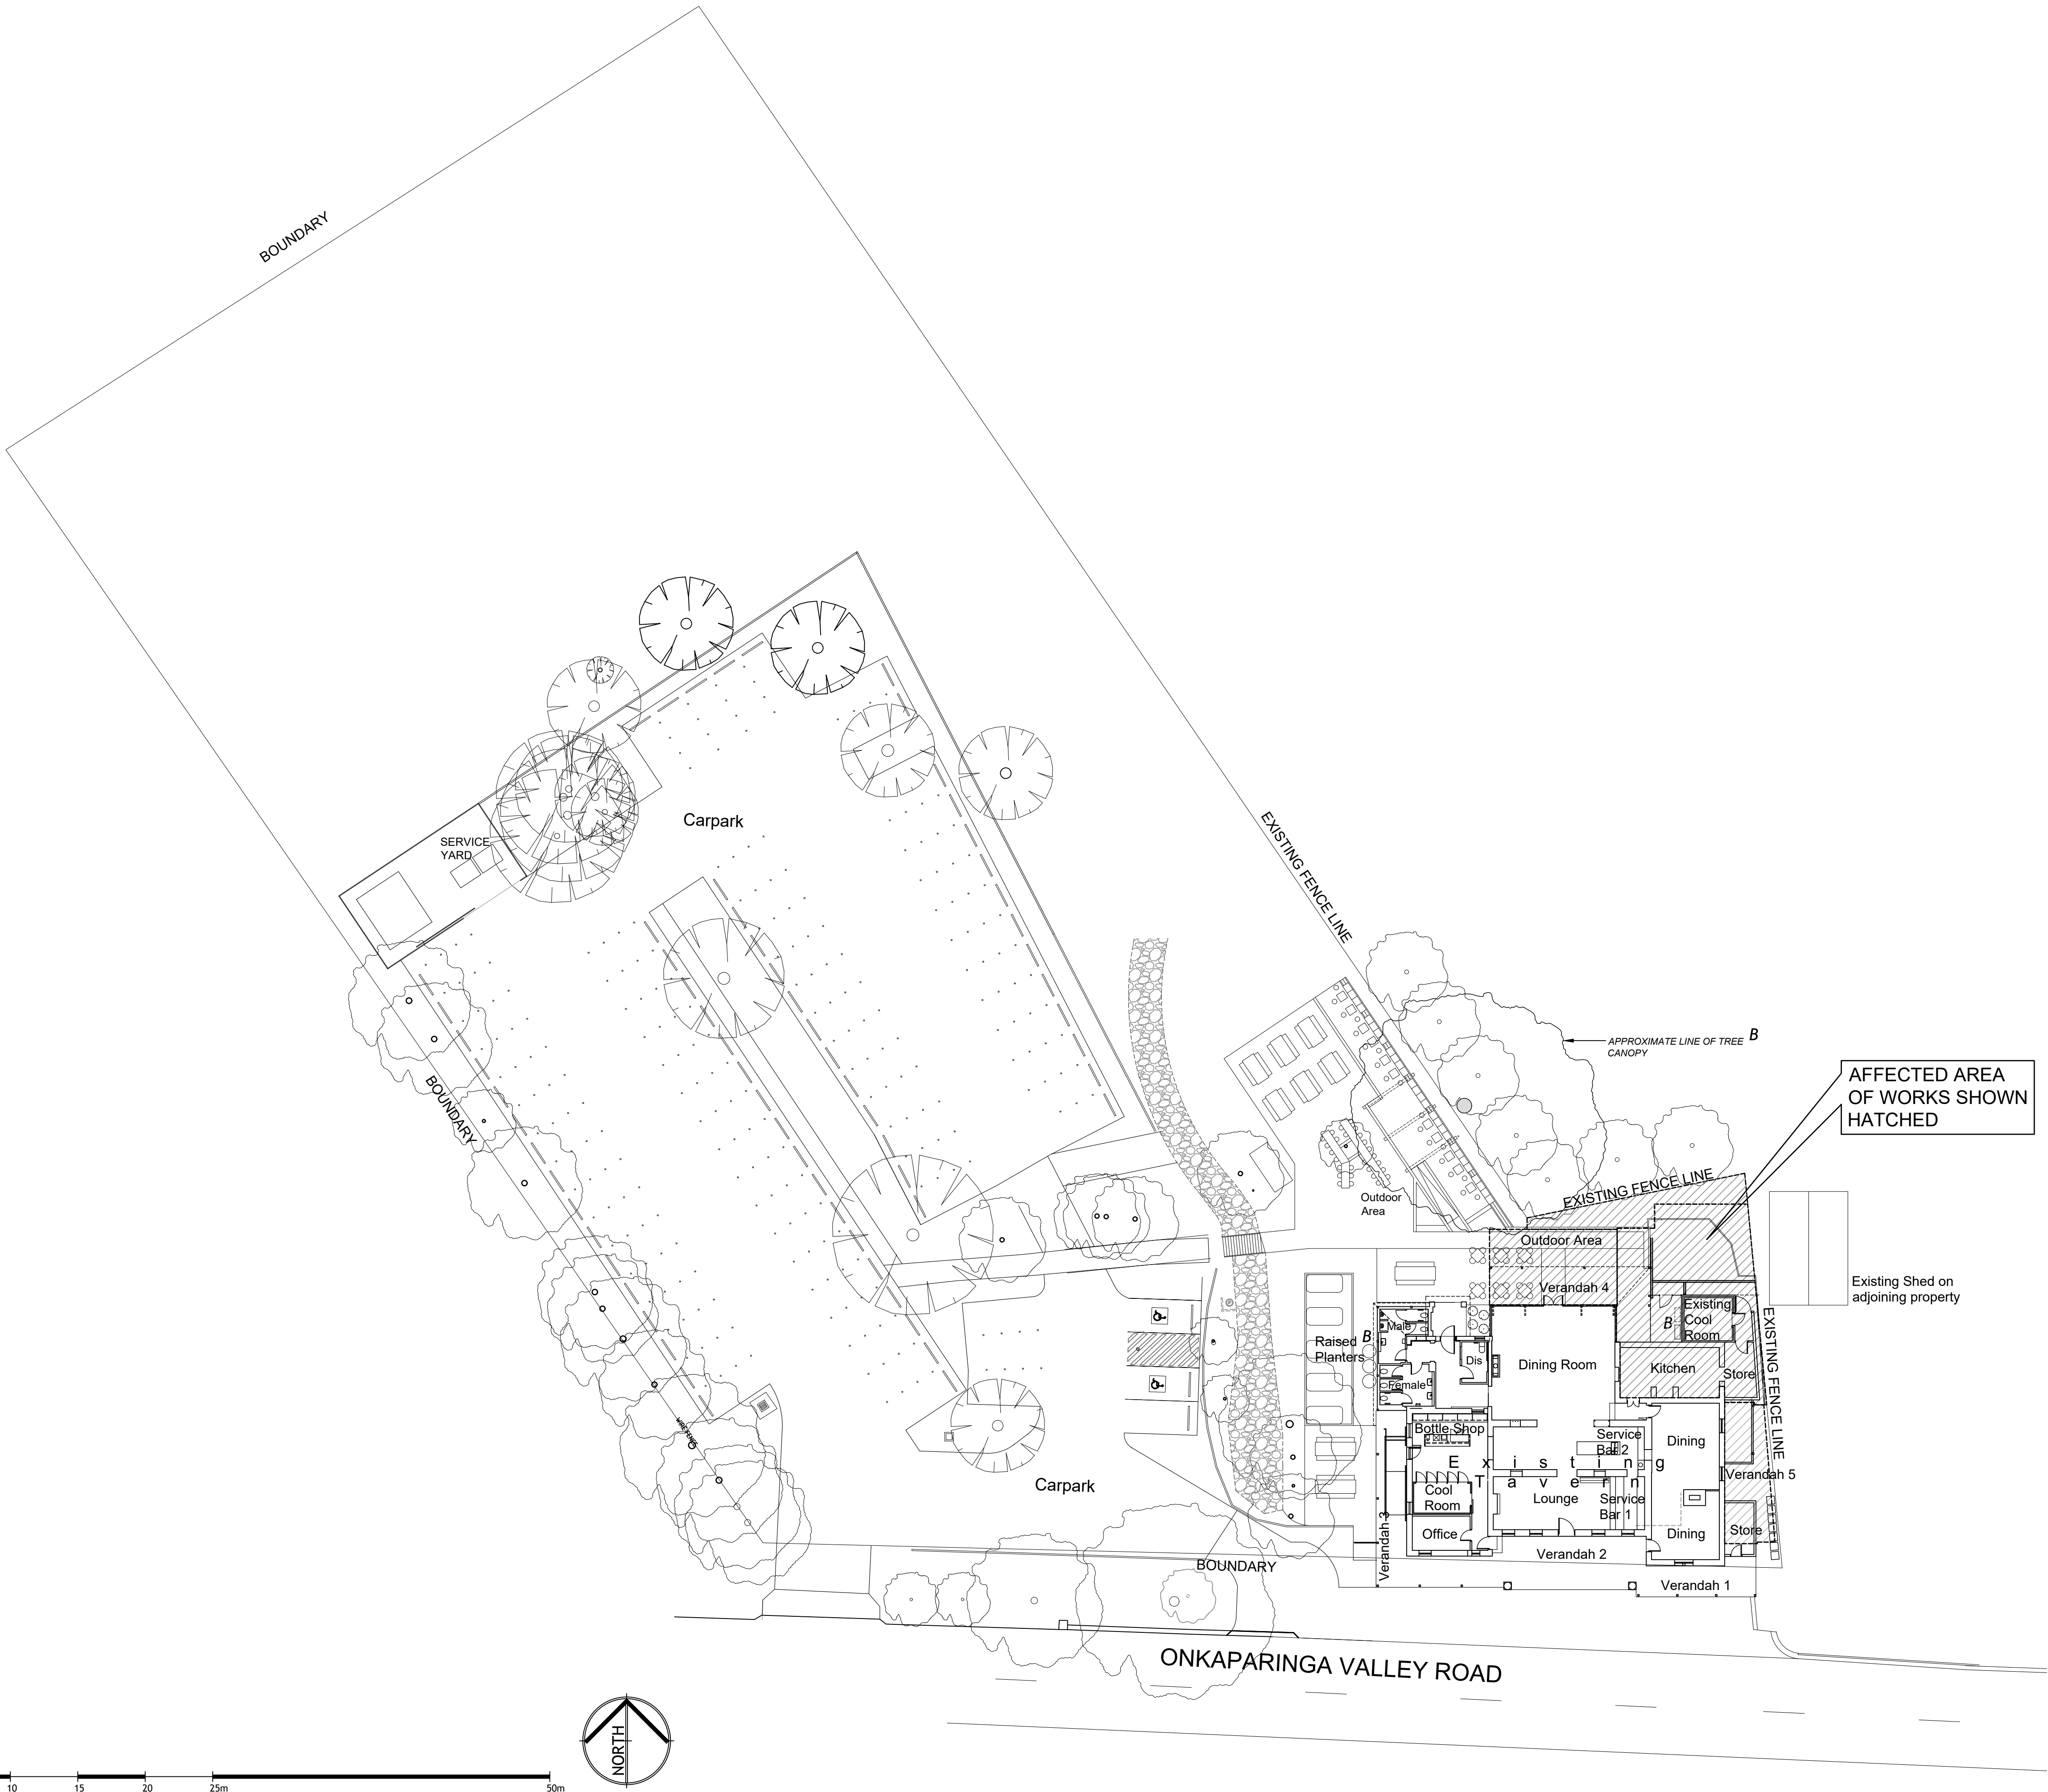 BOUNDARY
Carpark
SERVICE
YARD
EXISTING FENCE LINE
BOUNDARY
APPROXIMATE LINE OF TREE
CANOPY
B
AFFECTED AREA
OF WORKS SHOWN
HATCHED
EXISTING FENCE LINE
Outdoor
Area
Outdoor Area
Verandah 4
Existing Shed on
adjoining property
Existing
Cool
Room
B
EXISTING FENCE LINE
Male
B
Raised
Planters
Dis
Dining Room
Kitchen
Store
Female
WIRE FENCE
Bottle Shop
Service
Bar 2
Dining
Existing
Tavern
Verandah 5
Cool
Room
Lounge
Service
Bar 1
Carpark
Office
Dining
Store
Verandah 3
Verandah 2
BOUNDARY
Verandah 1
ONKAPARINGA VALLEY ROAD
NORTH
10 15 20 25m 50m